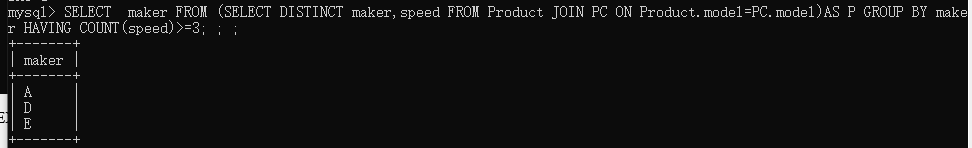 mysql> SELECT  maker FROM (SELECT DISTINCT maker,speed FROM Product JOIN PC ON Product.model=PC.model)AS P GROUP BY make
r HAVING COUNT(speed)>=3; ; ;
+-------+
| maker |
+-------+
| A     |
| D     |
| E     |
+-------+